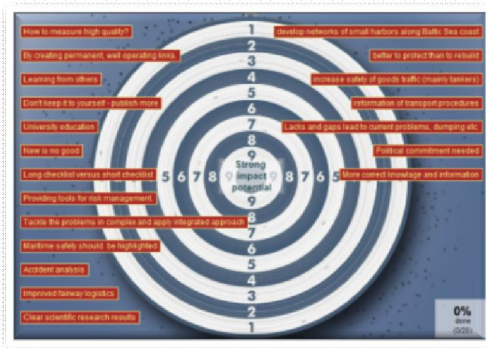 How to measure high quality?
By creating permanent, well operating links.
Learning from others
Don't keep it to yourself - publish more
University education
New is no good
Long checklist versus short checklist
Providing tools for risk management.
Tackle the problems in complex and apply integrated approach
Maritime safety should be highlighted
Accident analysis
Improved fairway logistics
Clear scientific research results
1
2
3
4
5
6
7
8
9
5 6 7 8 9
Strong
impact
potential
9 8 7 6 5
9
8
7
6
5
4
3
2
1
develop networks of small harbors along Baltic Sea coast
better to protect than to rebuild
increase safety of goods traffic (mainly tankers)
reformation of transport procedures
Lacks and gaps lead to current problems, dumping etc.
Political commitment needed
More correct knowlage and information
0%
done
(0/20)